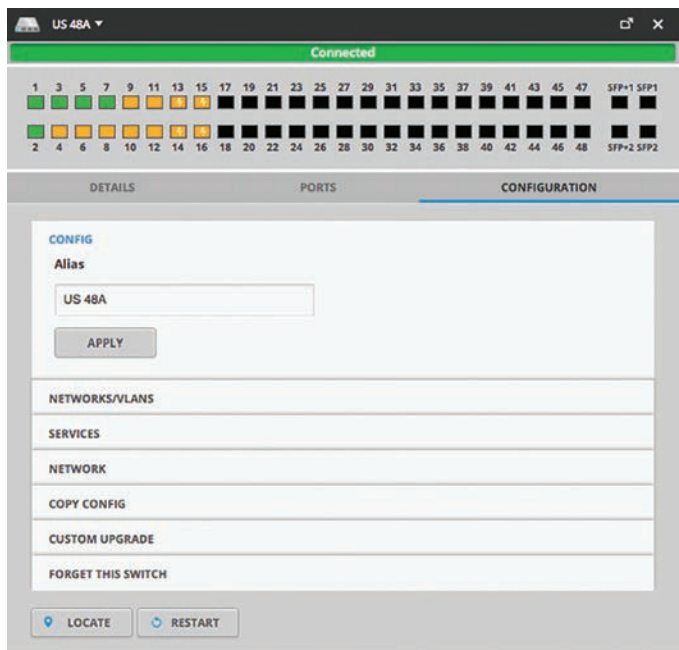 US 48A
Connected
1 3 5 7 9 11 13 15 17 19 21 23 25 27 29 31 33 35 37 39 41 43 45 47 SFP+1 SFP1
2 4 6 8 10 12 14 16 18 20 22 24 26 28 30 32 34 36 38 40 42 44 46 48 SFP+2 SFP2
DETAILS PORTS CONFIGURATION
CONFIG
Alias
US 48A
APPLY
NETWORKS/VLANS
SERVICES
NETWORK
COPY CONFIG
CUSTOM UPGRADE
FORGET THIS SWITCH
LOCATE RESTART